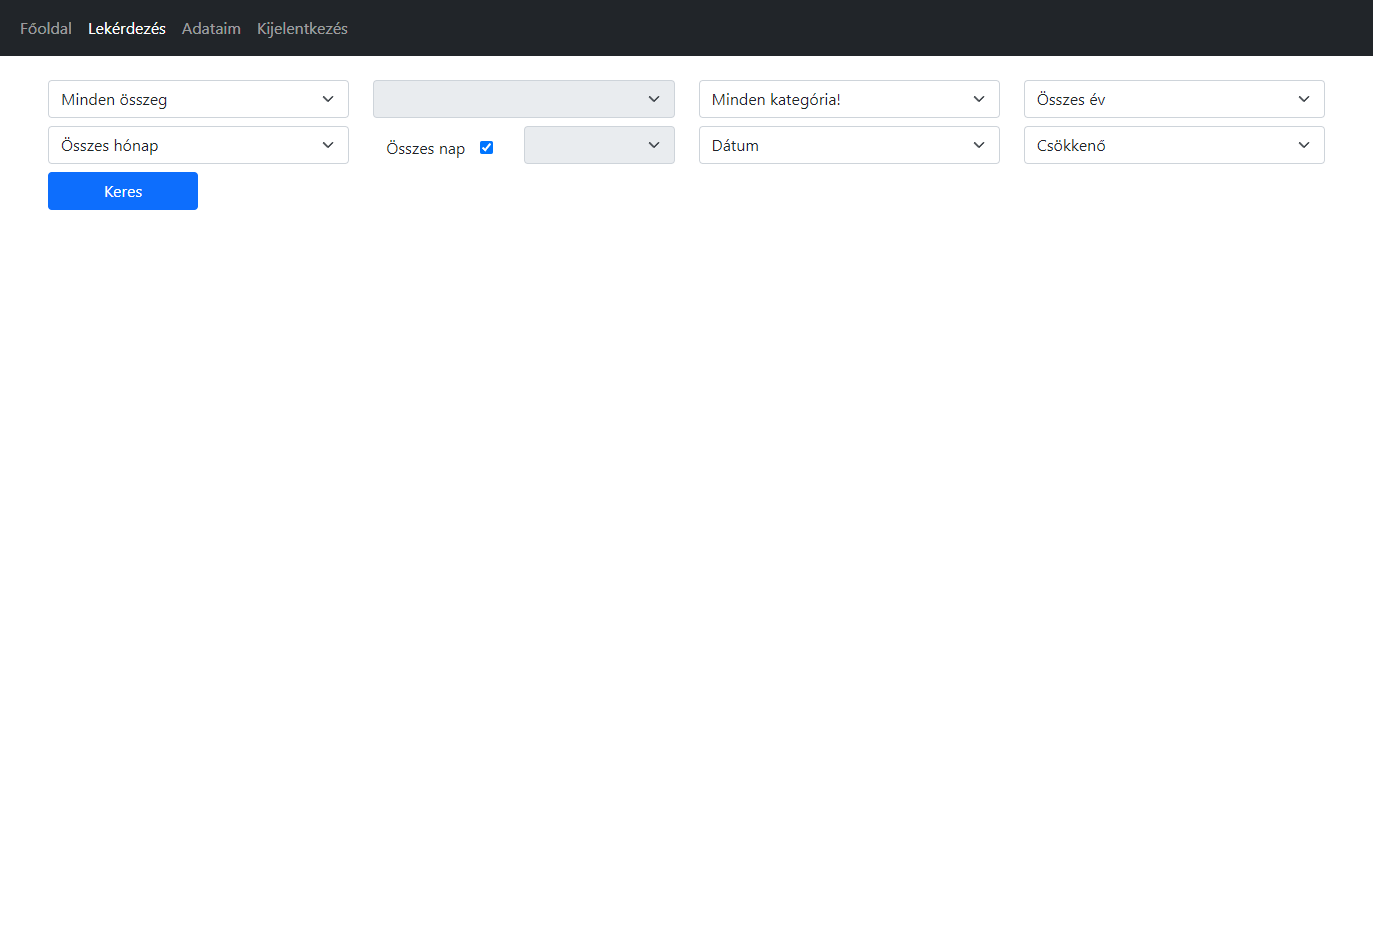 Főoldal Lekérdezés Adataim Kijelentkezés
Minden összeg Minden kategória! Összes év
Összes hónap Összes nap Dátum Csökkenő
Keres